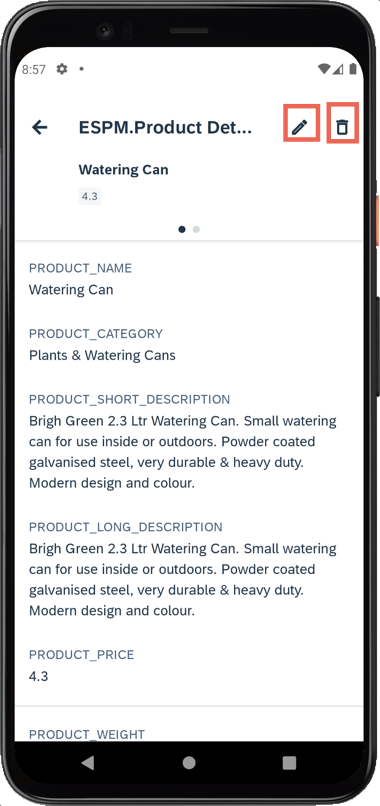 8:57
ESPM.Product Det...
Watering Can
4.3
PRODUCT_NAME
Watering Can
PRODUCT_CATEGORY
Plants & Watering Cans
PRODUCT_SHORT_DESCRIPTION
Brigh Green 2.3 Ltr Watering Can. Small watering
can for use inside or outdoors. Powder coated
galvanised steel, very durable & heavy duty.
Modern design and colour.
PRODUCT_LONG_DESCRIPTION
Brigh Green 2.3 Ltr Watering Can. Small watering
can for use inside or outdoors. Powder coated
galvanised steel, very durable & heavy duty.
Modern design and colour.
PRODUCT_PRICE
4.3
PRODUCT_WEIGHT